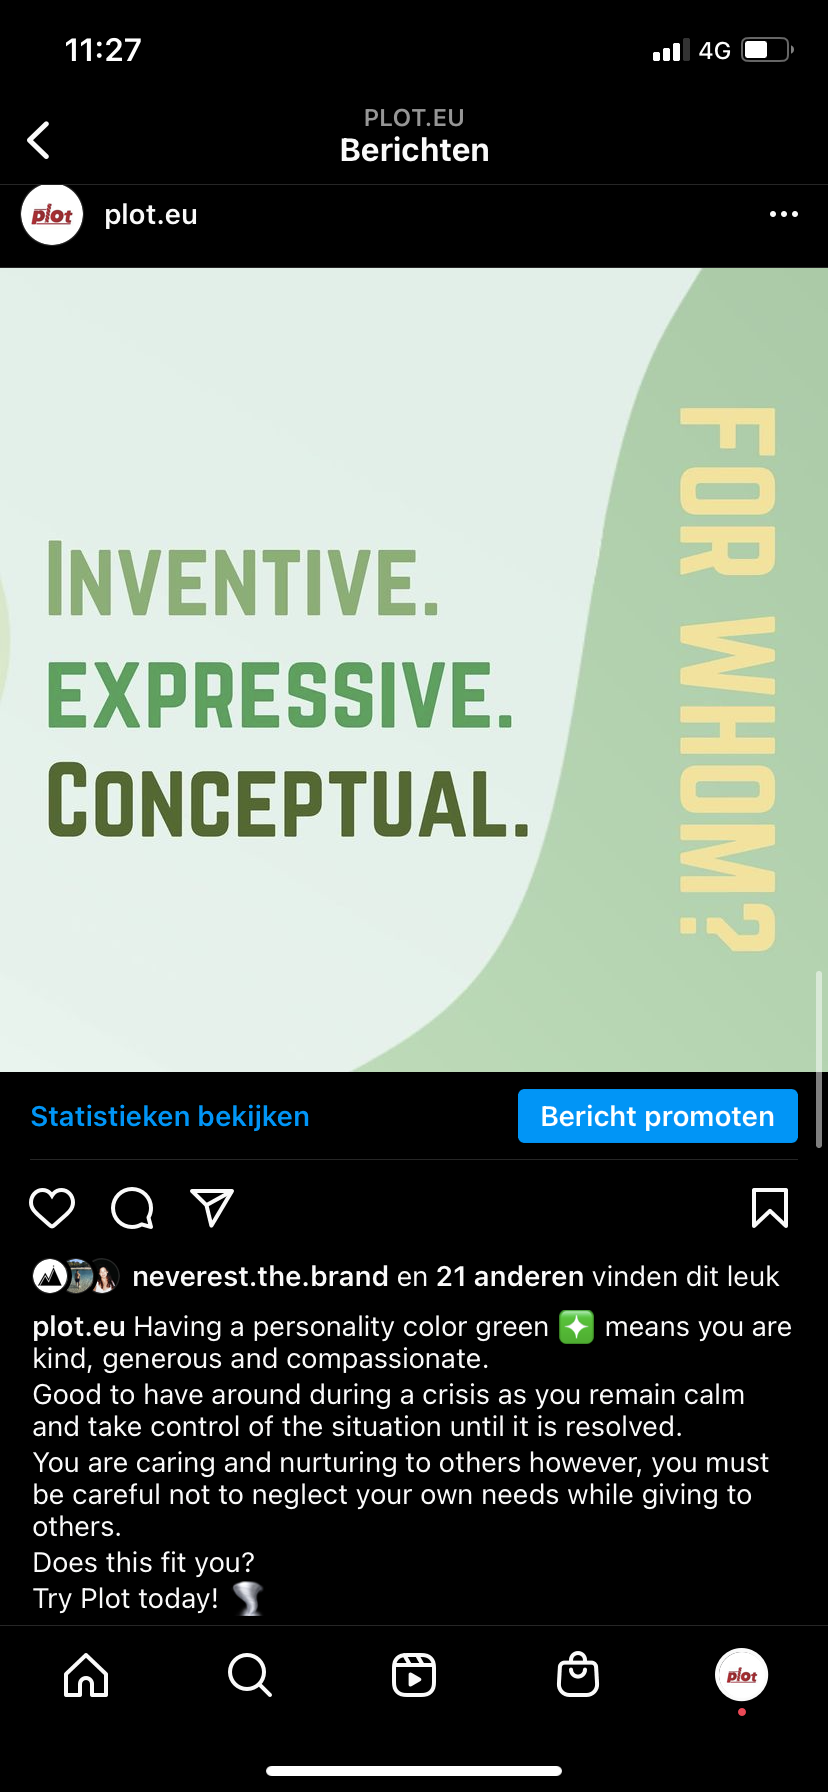 11:27
4G
PLOT.EU
Berichten
plot
plot.eu
INVENTIVE.
EXPRESSIVE.
CONCEPTUAL.
FOR WHOM?
Statistieken bekijken
Bericht promoten
neverest.the.brand en 21 anderen vinden dit leuk
plot.eu Having a personality color green ❇️ means you are
kind, generous and compassionate.
Good to have around during a crisis as you remain calm
and take control of the situation until it is resolved.
You are caring and nurturing to others however, you must
be careful not to neglect your own needs while giving to
others.
Does this fit you?
Try Plot today! 🌪
plot